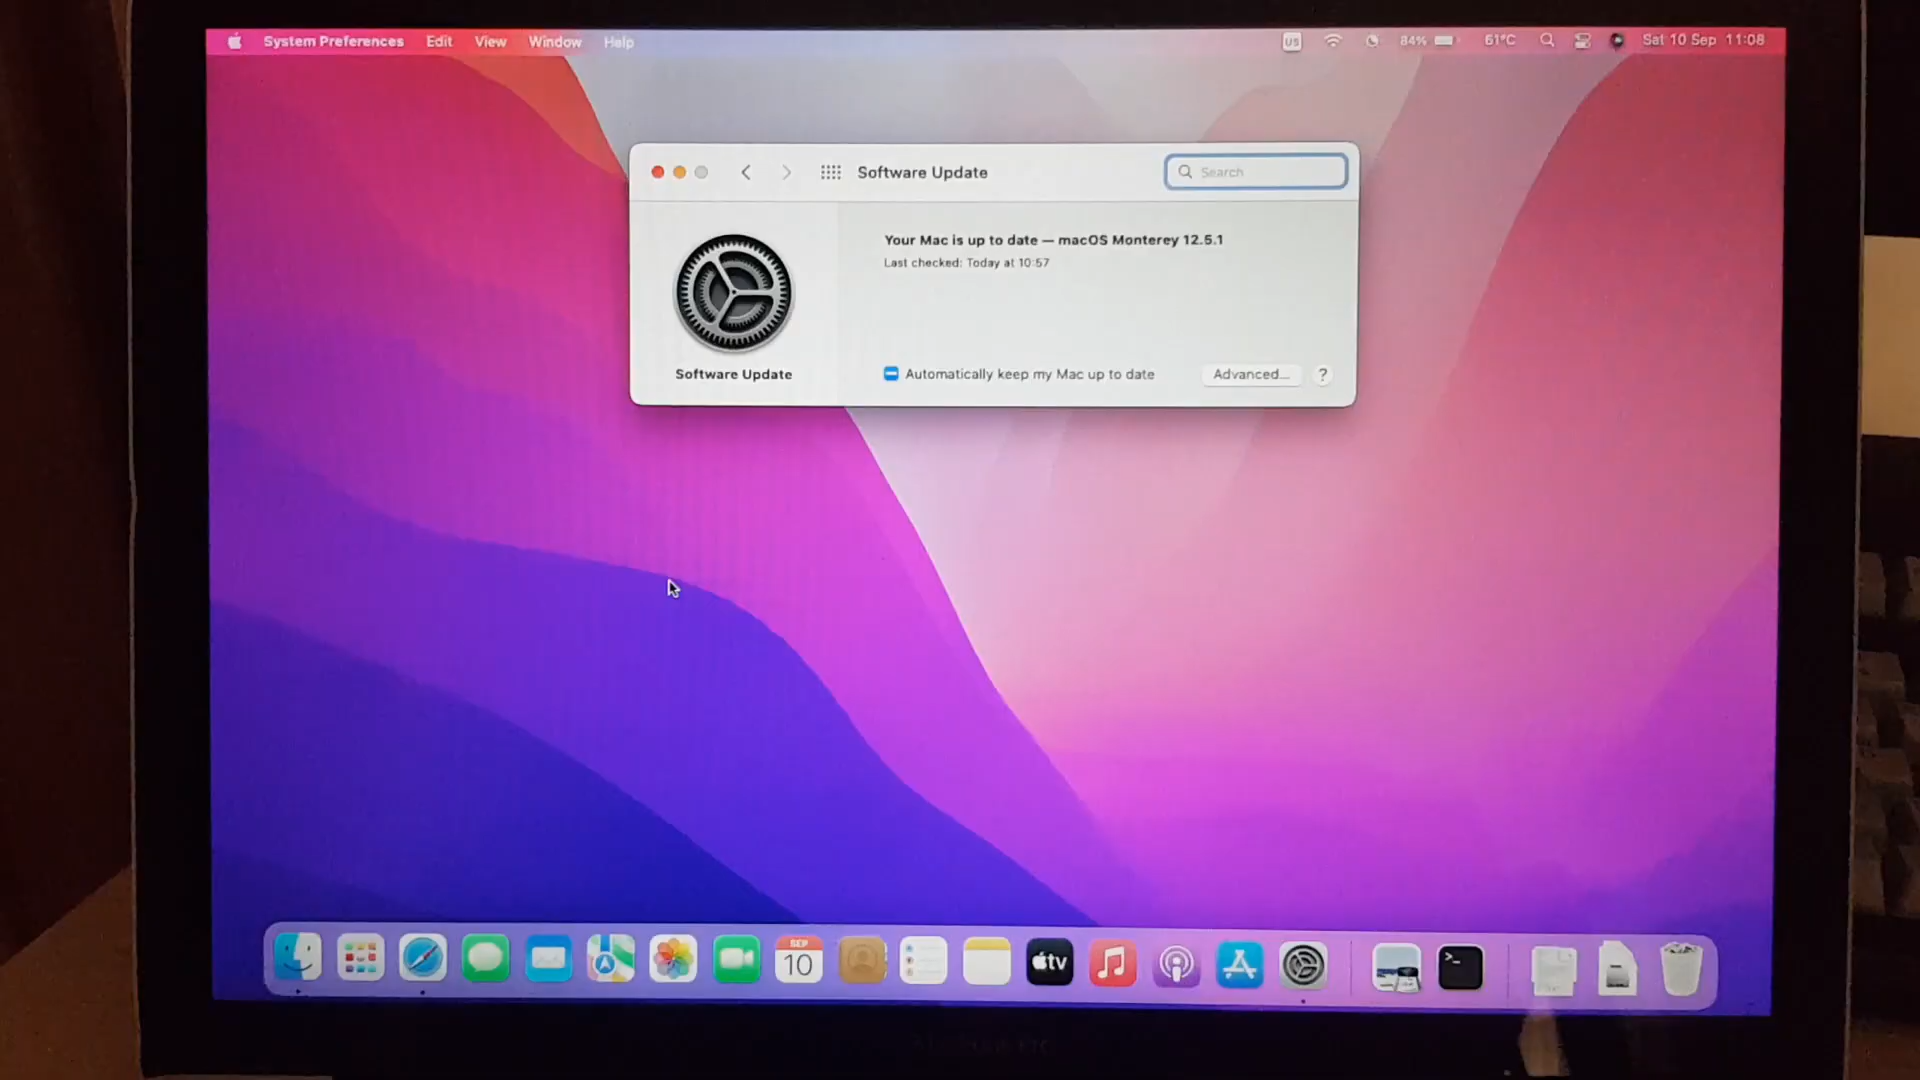 System Preferences Edit View Window Help US 84% 61°C Sat 10 Sep 11:08
Software Update Search
Your Mac is up to date — macOS Monterey 12.5.1
Last checked: Today at 10:57
Software Update
Automatically keep my Mac up to date Advanced... ?
SEP
10
tv
>_